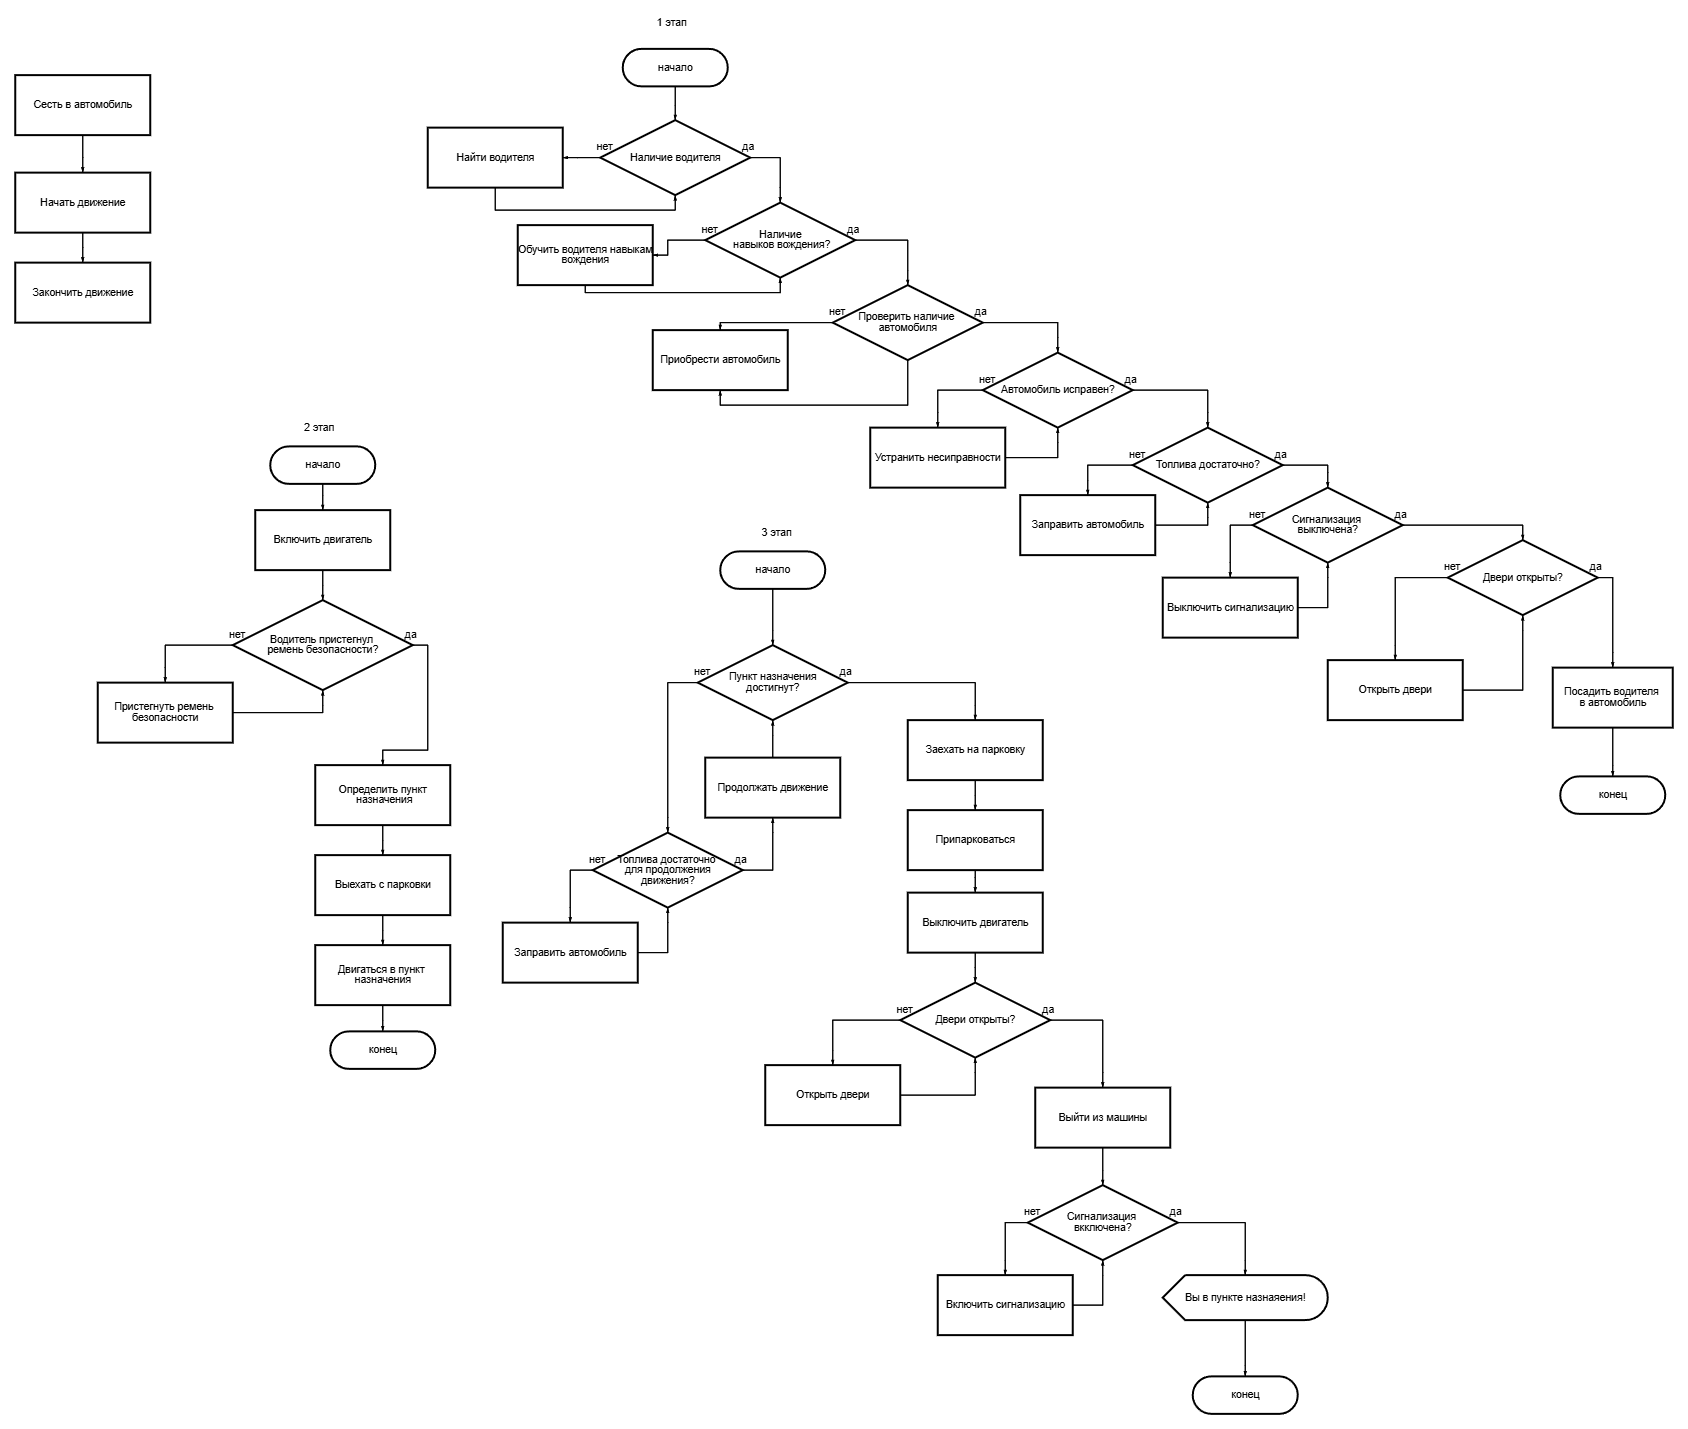 1 этап
начало
Сесть в автомобиль
Начать движение
Закончить движение
Наличие водителя
нет
да
Найти водителя
Наличие
навыков вождения?
нет
да
Обучить водителя навыкам
вождения
Проверить наличие
автомобиля
нет
да
Приобрести автомобиль
Автомобиль исправен?
нет
да
Устранить несиправности
Топлива достаточно?
нет
да
Заправить автомобиль
Сигнализация
выключена?
нет
да
Выключить сигнализацию
Двери открыты?
нет
да
Открыть двери
Посадить водителя
в автомобиль
конец
2 этап
начало
Включить двигатель
Водитель пристегнул
ремень безопасности?
нет
да
Пристегнуть ремень
безопасности
Определить пункт
назначения
Выехать с парковки
Двигаться в пункт
назначения
конец
3 этап
начало
Пункт назначения
достигнут?
нет
да
Продолжать движение
Топлива достаточно
для продолжения
движения?
нет
да
Заправить автомобиль
Заехать на парковку
Припарковаться
Выключить двигатель
Двери открыты?
нет
да
Открыть двери
Выйти из машины
Сигнализация
вкключена?
нет
да
Включить сигнализацию
Вы в пункте назнаяения!
конец